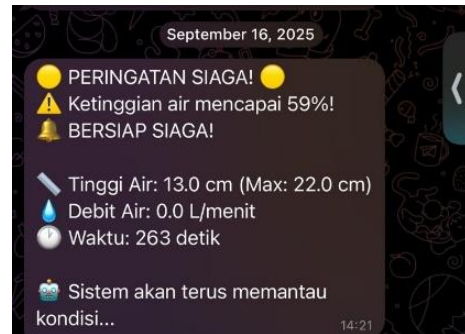 September 16, 2025
🟡 PERINGATAN SIAGA! 🟡
⚠️ Ketinggian air mencapai 59%!
🔔 BERSIAP SIAGA!
📏 Tinggi Air: 13.0 cm (Max: 22.0 cm)
💧 Debit Air: 0.0 L/menit
🕐 Waktu: 263 detik
🤖 Sistem akan terus memantau
kondisi...
14:21